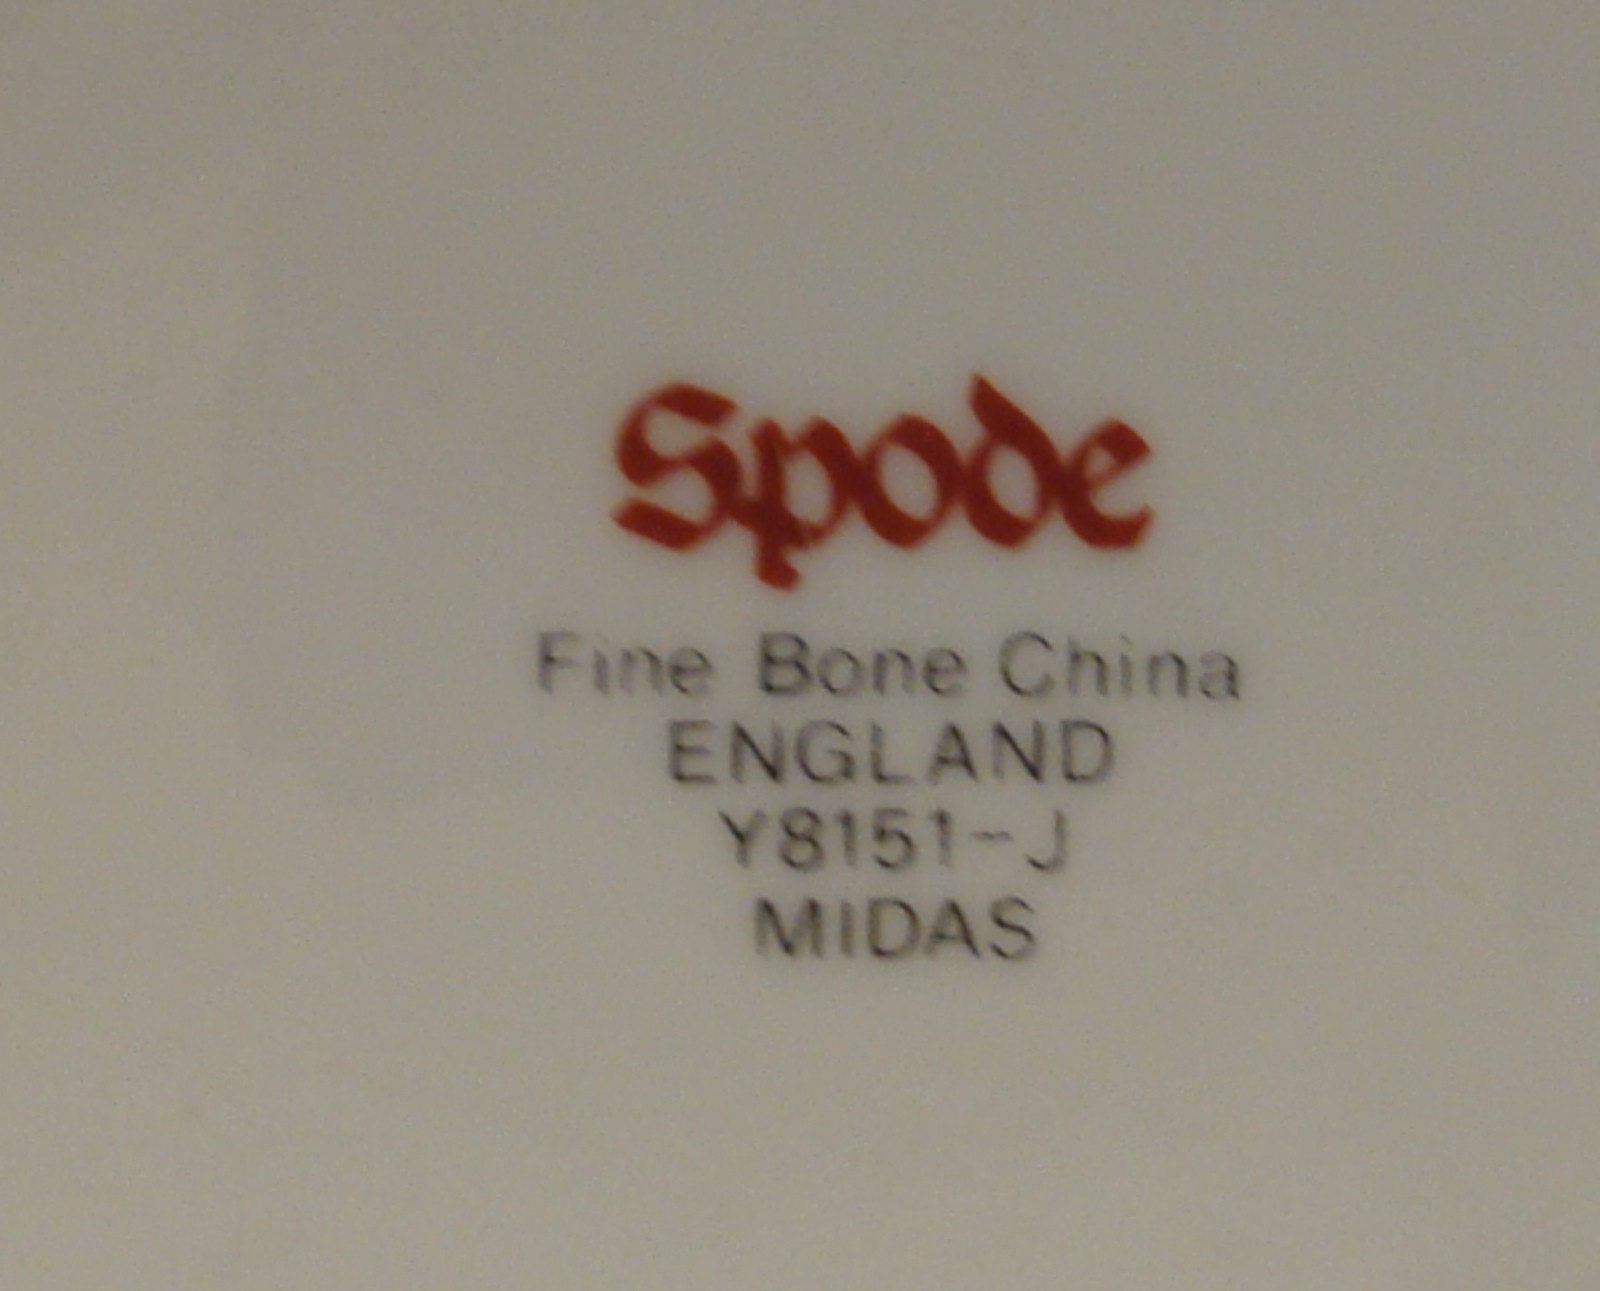 Spode
Fine Bone China
ENGLAND
Y8151-J
MIDAS